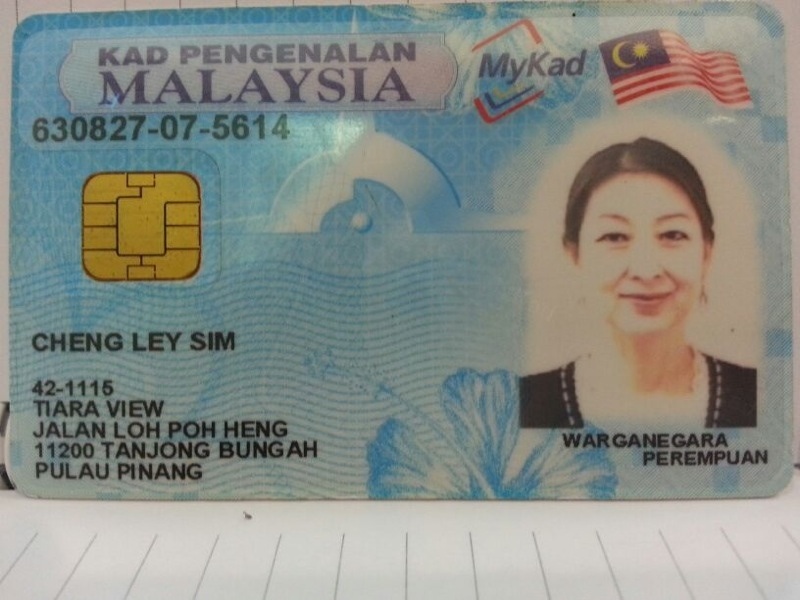 KAD PENGENALAN
MALAYSIA
MyKad
630827-07-5614
CHENG LEY SIM
42-1115
TIARA VIEW
JALAN LOH POH HENG
11200 TANJONG BUNGAH
PULAU PINANG
WARGANEGARA
PEREMPUAN